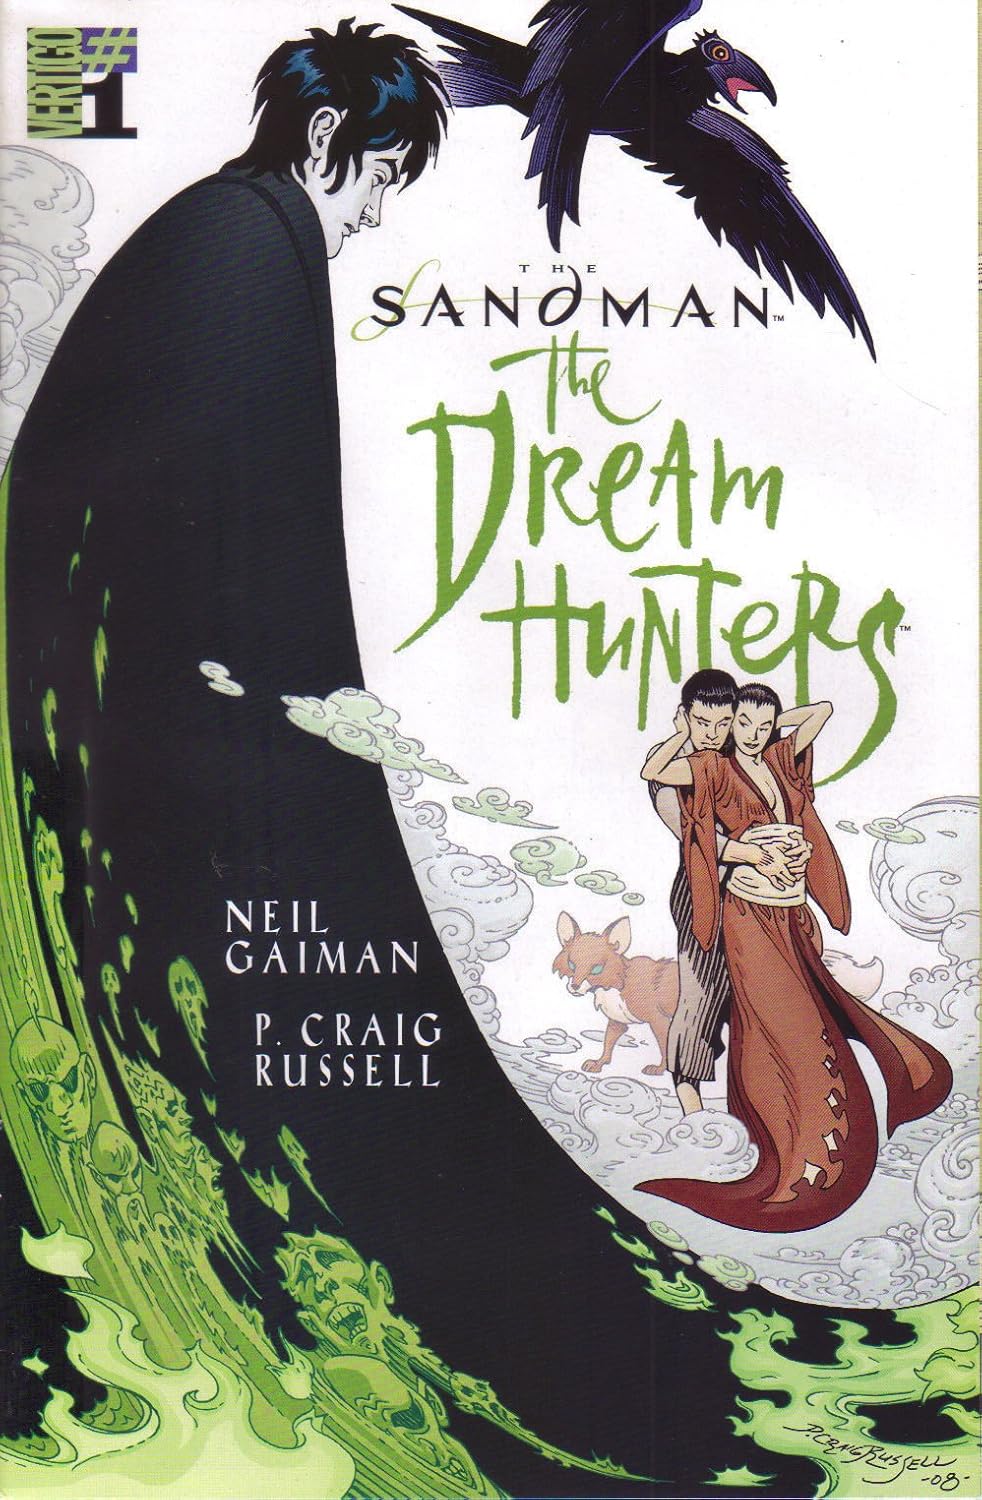 VERTIGO
#1
THE
SANDMAN™
The
DREAM
HUNTERS™
NEIL
GAIMAN
P. CRAIG
RUSSELL
P CRAIG RUSSELL
-08-